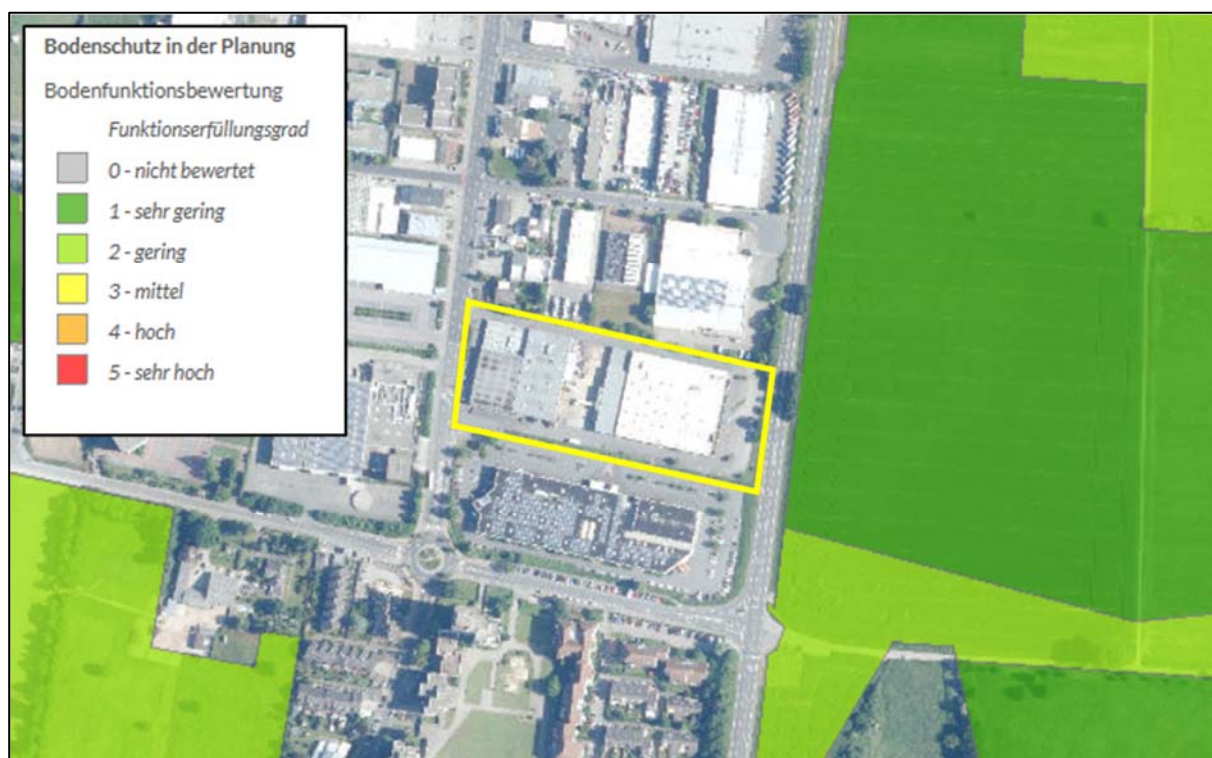 Bodenschutz in der Planung
Bodenfunktionsbewertung
Funktionserfüllungsgrad
0 - nicht bewertet
1 - sehr gering
2 - gering
3 - mittel
4 - hoch
5 - sehr hoch